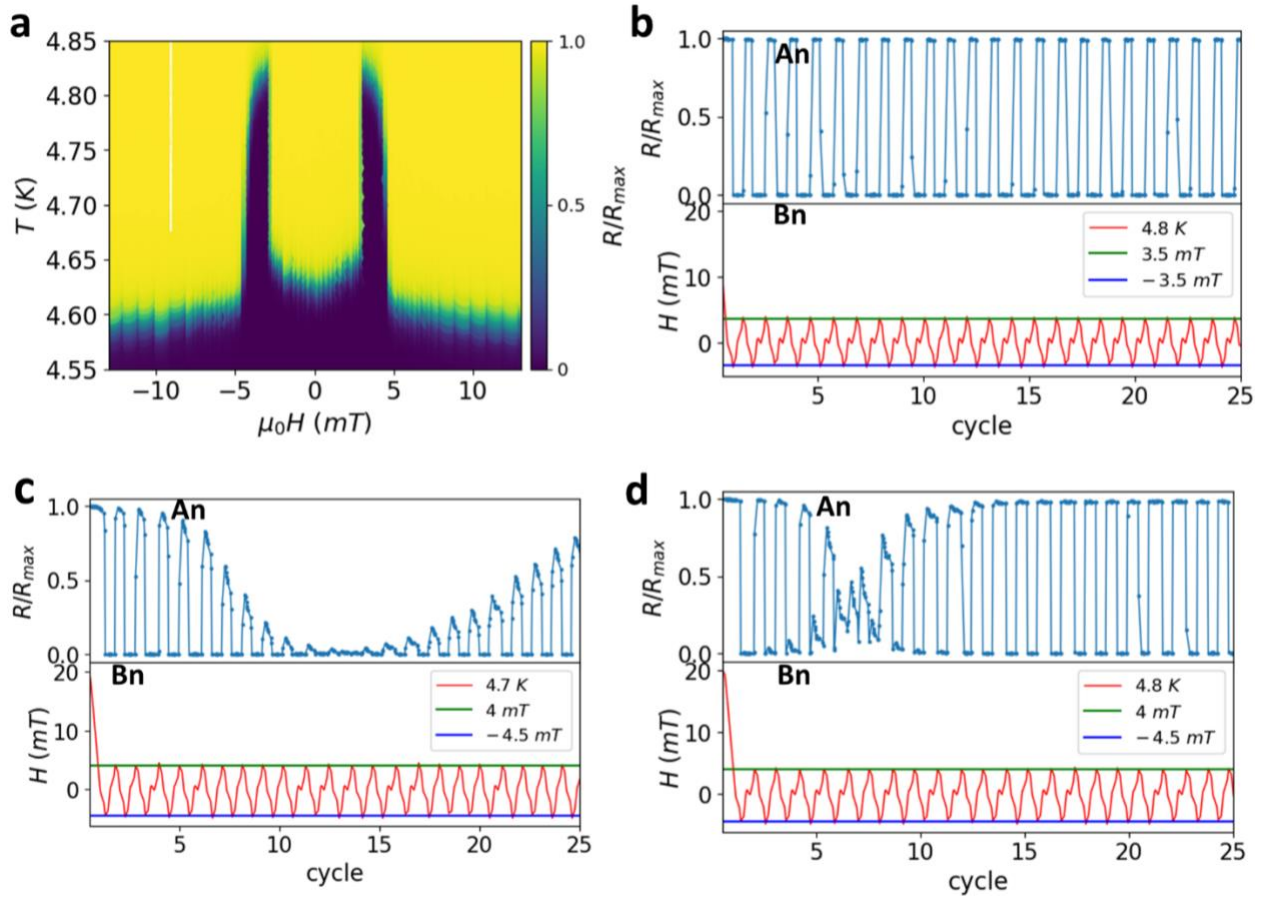 a
4.85
4.80
4.75
4.70
4.65
4.60
4.55
T (K)
−10 −5 0 5 10
μ₀H (mT)
1.0
0.5
0
R/Rmax
b
An
1.0
0.5
0.0
R/Rmax
Bn
20
10
0
H (mT)
4.8 K
3.5 mT
−3.5 mT
5 10 15 20 25
cycle
c
An
1.0
0.5
0.0
R/Rmax
Bn
20
10
0
H (mT)
4.7 K
4 mT
−4.5 mT
5 10 15 20 25
cycle
d
An
1.0
0.5
0.0
R/Rmax
Bn
20
10
0
H (mT)
4.8 K
4 mT
−4.5 mT
5 10 15 20 25
cycle